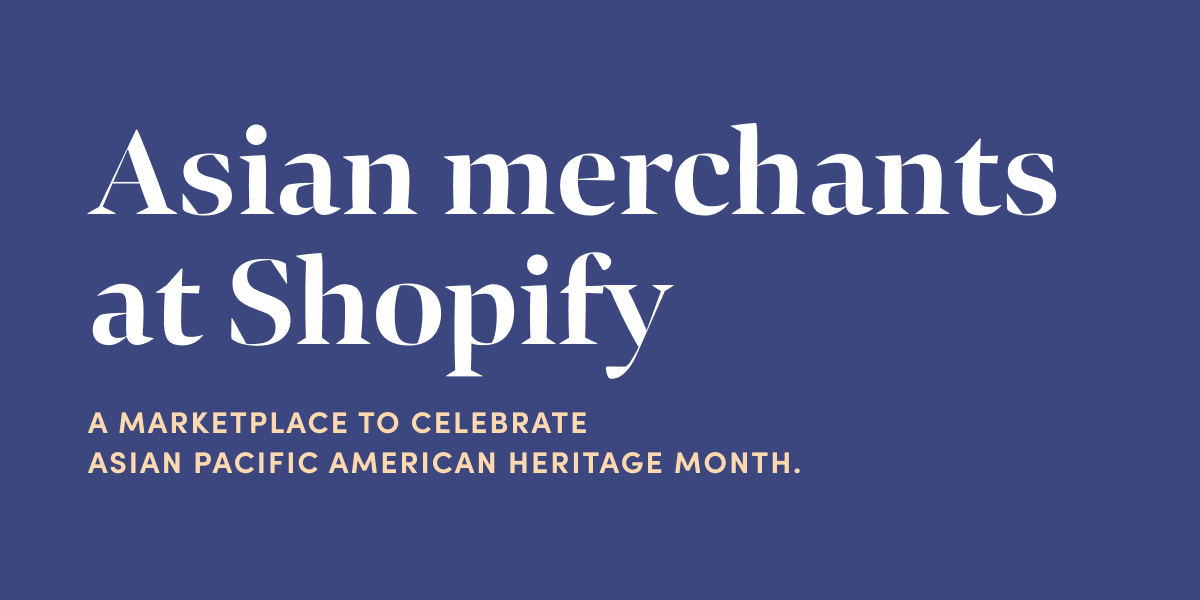 Asian merchants
at Shopify
A MARKETPLACE TO CELEBRATE
ASIAN PACIFIC AMERICAN HERITAGE MONTH.